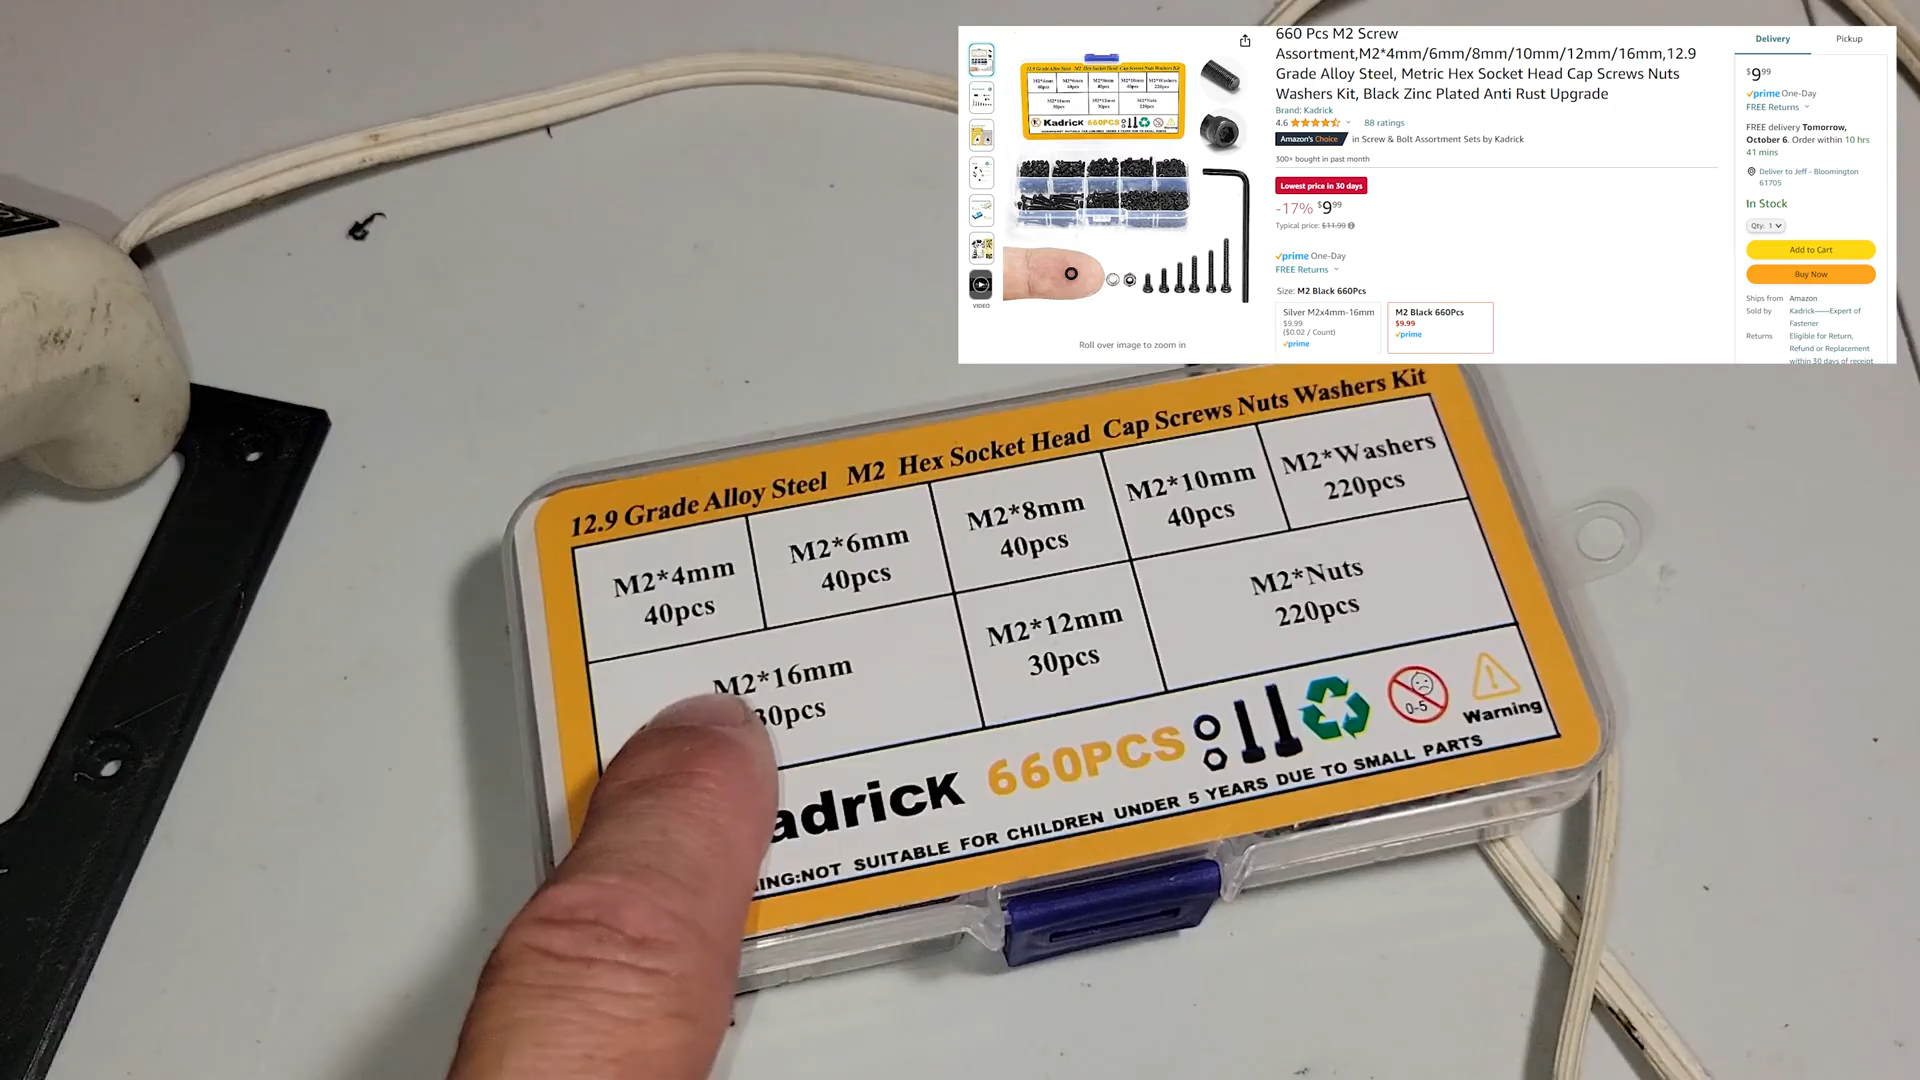 660 Pcs M2 Screw
Assortment,M2*4mm/6mm/8mm/10mm/12mm/16mm,12.9
Grade Alloy Steel, Metric Hex Socket Head Cap Screws Nuts
Washers Kit, Black Zinc Plated Anti Rust Upgrade
Brand: Kadrick
4.6
88 ratings
Amazon's Choice in Screw & Bolt Assortment Sets by Kadrick
300+ bought in past month
Lowest price in 30 days
-17% $9.99
Typical price: $11.99
prime One-Day
FREE Returns
Size: M2 Black 660Pcs
Silver M2x4mm-16mm
$9.99
($0.02 / Count)
prime
M2 Black 660Pcs
$9.99
prime
VIDEO
Roll over image to zoom in
Kadrick 660PCS
Delivery
Pickup
$9.99
prime One-Day
FREE Returns
FREE delivery Tomorrow,
October 6. Order within 10 hrs
41 mins
Deliver to Jeff - Bloomington
61705
In Stock
Qty: 1
Add to Cart
Buy Now
Ships from Amazon
Sold by Kadrick——Expert of
Fastener
Returns Eligible for Return,
Refund or Replacement
within 30 days of receipt
12.9 Grade Alloy Steel M2 Hex Socket Head Cap Screws Nuts Washers Kit
M2*4mm
40pcs
M2*6mm
40pcs
M2*8mm
40pcs
M2*10mm
40pcs
M2*Washers
220pcs
M2*16mm
30pcs
M2*12mm
30pcs
M2*Nuts
220pcs
adricK 660PCS
0-5
Warning
ING:NOT SUITABLE FOR CHILDREN UNDER 5 YEARS DUE TO SMALL PARTS